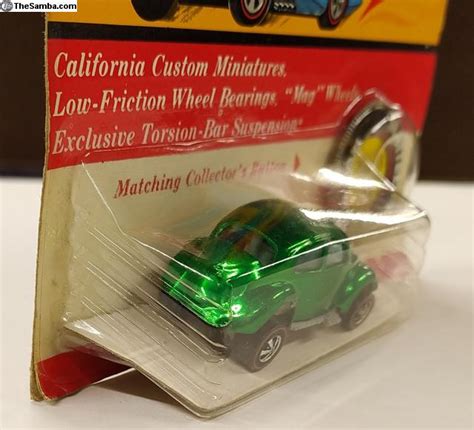 TheSamba.com
California Custom Miniatures.
Low-Friction Wheel Bearings. "Mag" Wheels
Exclusive Torsion-Bar Suspension
Matching Collector's Button